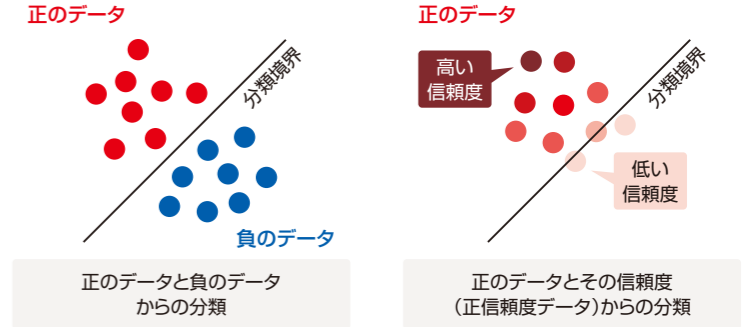 正のデータ
分類境界
負のデータ
正のデータと負のデータ
からの分類
正のデータ
高い
信頼度
分類境界
低い
信頼度
正のデータとその信頼度
（正信頼度データ）からの分類